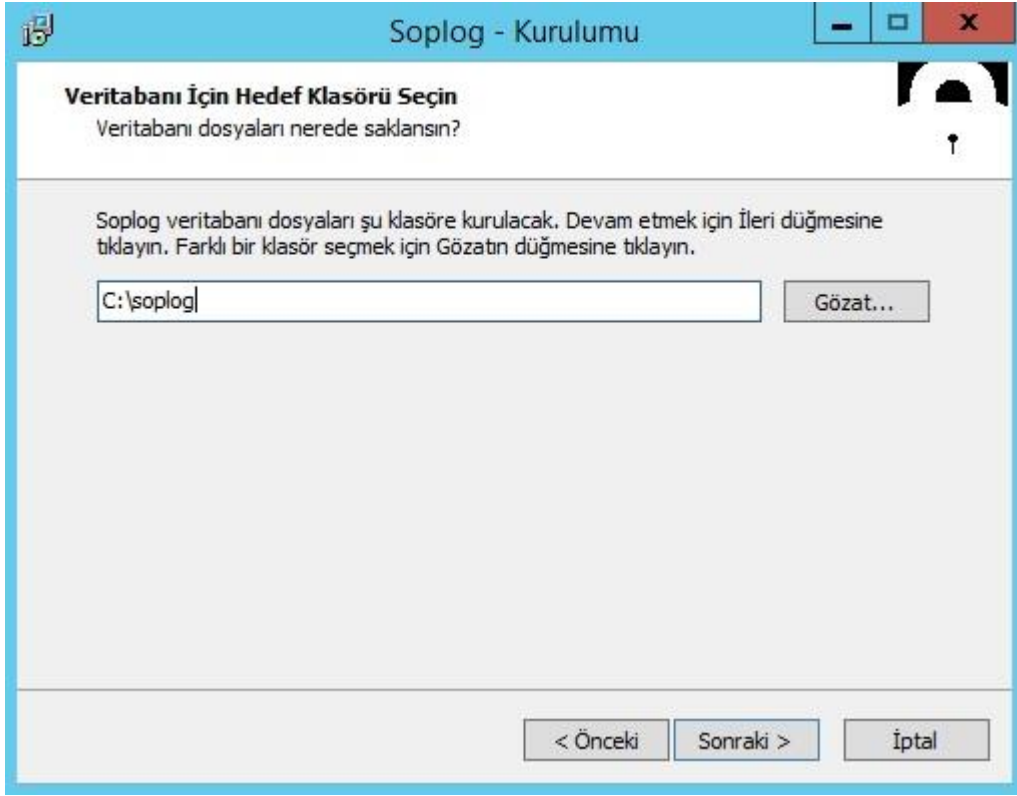 Soplog - Kurulumu
Veritabanı İçin Hedef Klasörü Seçin
Veritabanı dosyaları nerede saklansın?
Soplog veritabanı dosyaları şu klasöre kurulacak. Devam etmek için İleri düğmesine
tıklayın. Farklı bir klasör seçmek için Gözatın düğmesine tıklayın.
C:\soplog
Gözat...
< Önceki
Sonraki >
İptal